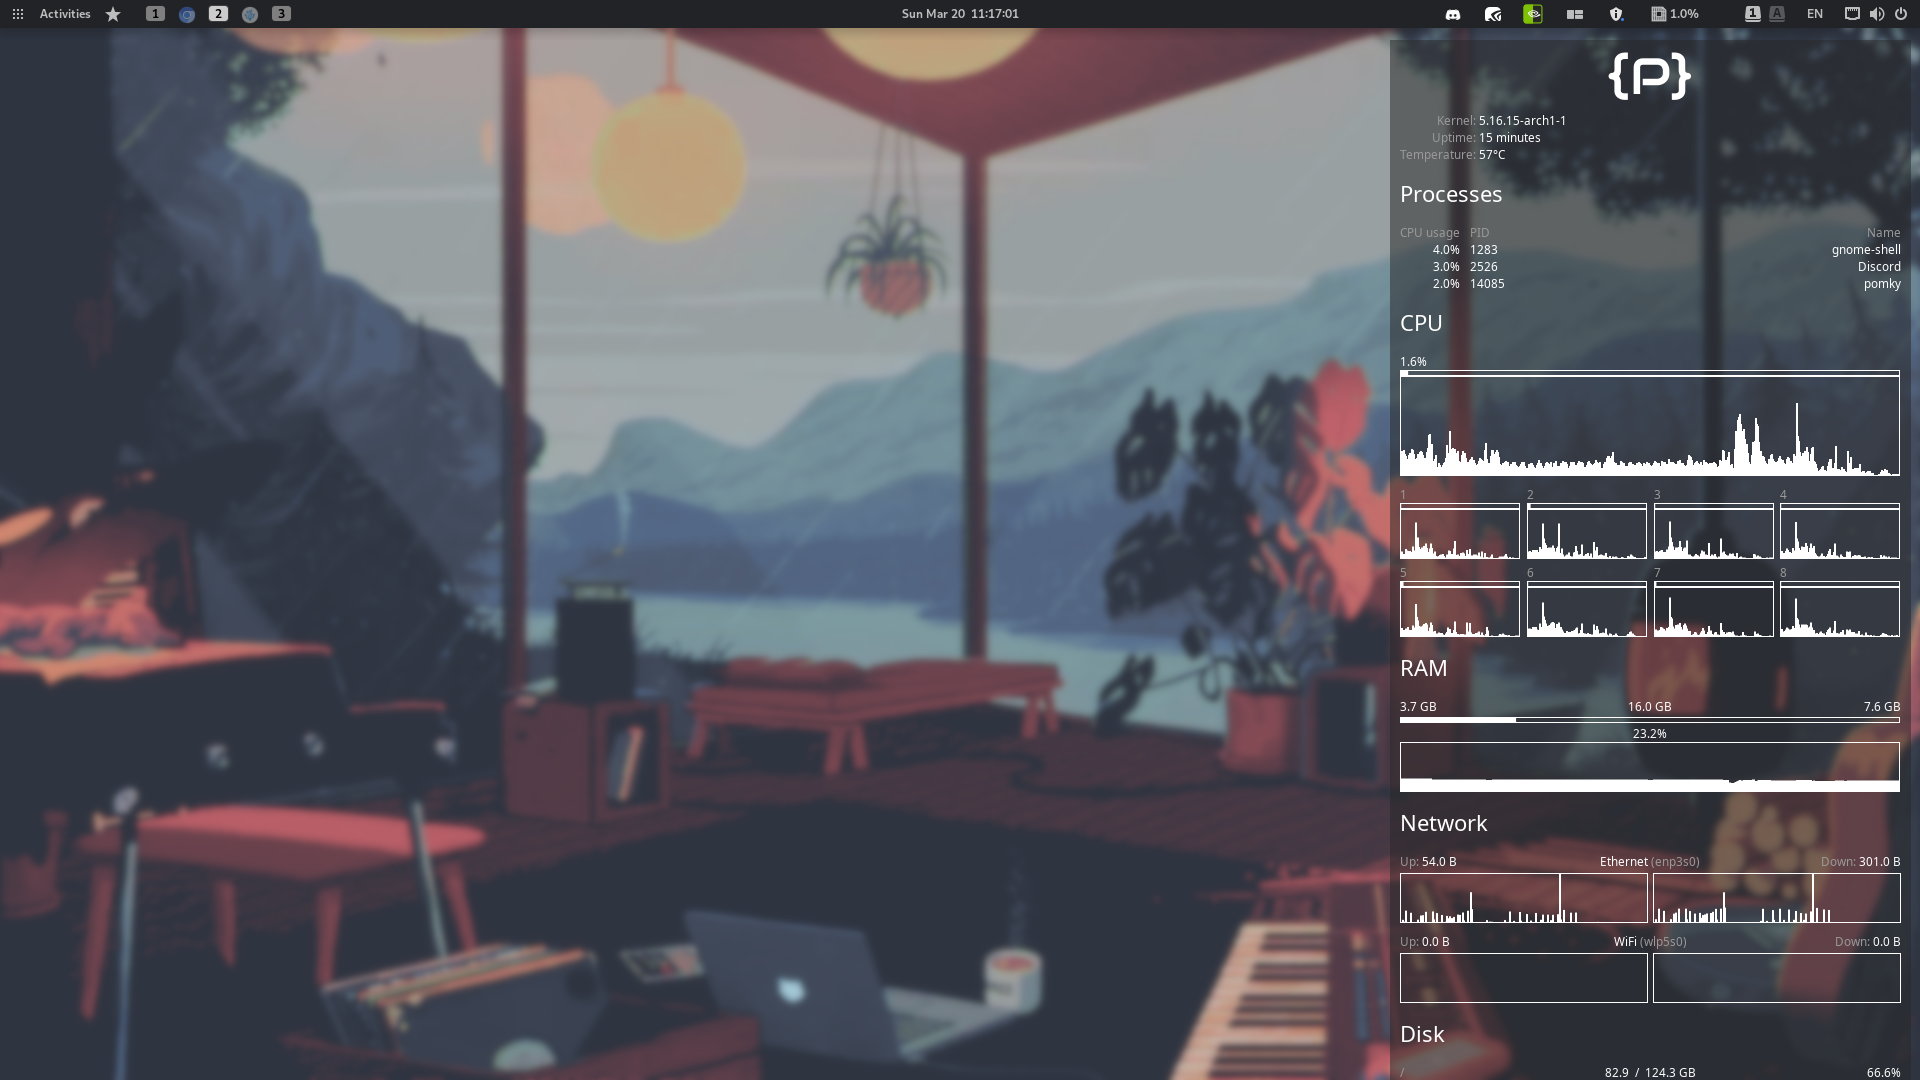 Activities 1 2 3 Sun Mar 20 11:17:01 1.0% 1 A EN
{P}
Kernel: 5.16.15-arch1-1
Uptime: 15 minutes
Temperature: 57°C
Processes
CPU usage PID Name
4.0% 1283 gnome-shell
3.0% 2526 Discord
2.0% 14085 pomky
CPU
1.6%
1 2 3 4
5 6 7 8
RAM
3.7 GB 16.0 GB 7.6 GB
23.2%
Network
Up: 54.0 B Ethernet (enp3s0) Down: 301.0 B
Up: 0.0 B WiFi (wlp5s0) Down: 0.0 B
Disk
/ 82.9 / 124.3 GB 66.6%